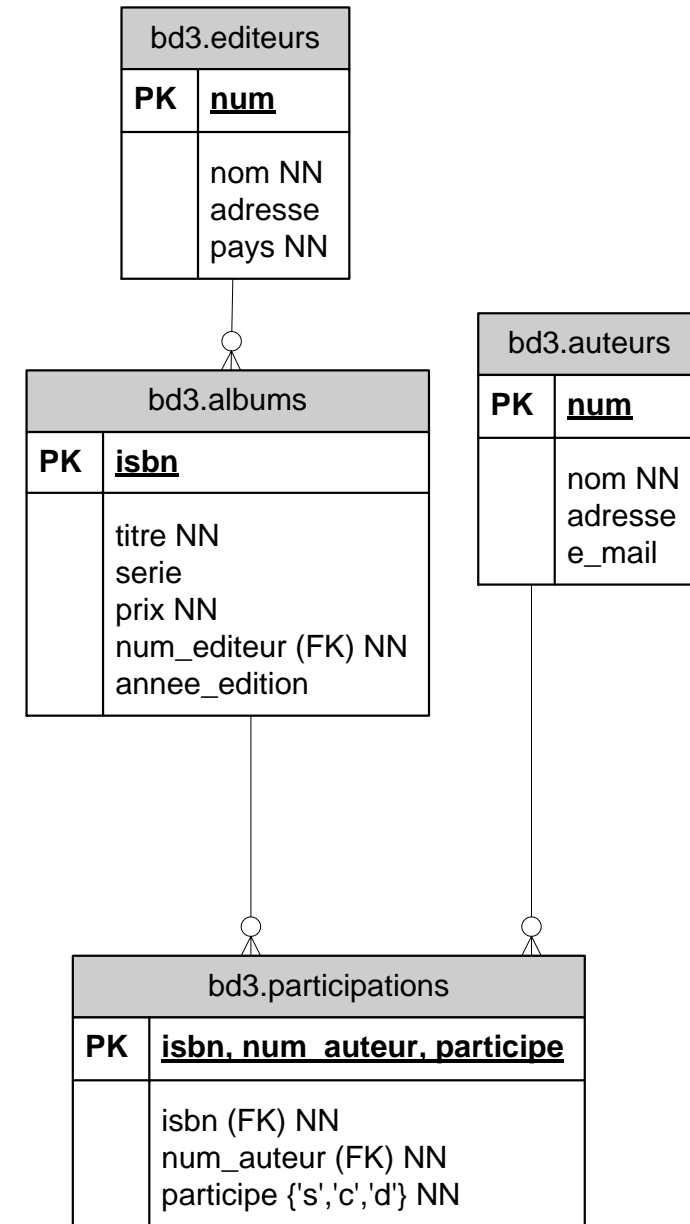 bd3.editeurs
PK num
nom NN
adresse
pays NN
bd3.albums
PK isbn
titre NN
serie
prix NN
num_editeur (FK) NN
annee_edition
bd3.auteurs
PK num
nom NN
adresse
e_mail
bd3.participations
PK isbn, num_auteur, participe
isbn (FK) NN
num_auteur (FK) NN
participe {'s','c','d'} NN